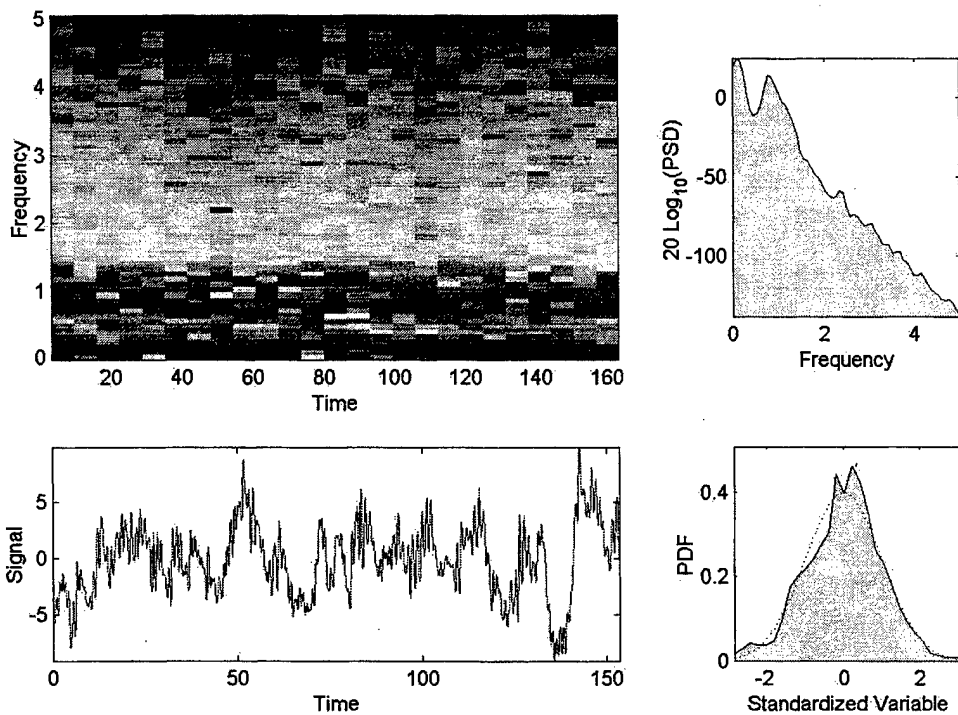 5
4
3
2
1
0
Frequency
20 40 60 80 100 120 140 160
Time
0
-50
-100
20 Log10(PSD)
0 2 4
Frequency
5
0
-5
Signal
0 50 100 150
Time
0.4
0.2
0
PDF
-2 0 2
Standardized Variable